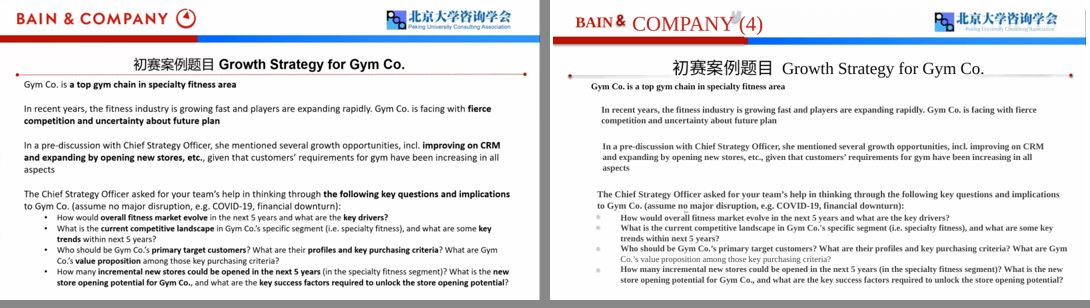 BAIN & COMPANY
北京大学咨询学会
Peking University Consulting Association
初赛案例题目 Growth Strategy for Gym Co.
Gym Co. is a top gym chain in specialty fitness area
In recent years, the fitness industry is growing fast and players are expanding rapidly. Gym Co. is facing with fierce
competition and uncertainty about future plan
In a pre-discussion with Chief Strategy Officer, she mentioned several growth opportunities, incl. improving on CRM
and expanding by opening new stores, etc., given that customers' requirements for gym have been increasing in all
aspects
The Chief Strategy Officer asked for your team's help in thinking through the following key questions and implications
to Gym Co. (assume no major disruption, e.g. COVID-19, financial downturn):
• How would overall fitness market evolve in the next 5 years and what are the key drivers?
• What is the current competitive landscape in Gym Co.'s specific segment (i.e. specialty fitness), and what are some key
trends within next 5 years?
• Who should be Gym Co.'s primary target customers? What are their profiles and key purchasing criteria? What are Gym
Co.'s value proposition among those key purchasing criteria?
• How many incremental new stores could be opened in the next 5 years (in the specialty fitness segment)? What is the new
store opening potential for Gym Co., and what are the key success factors required to unlock the store opening potential?
BAIN & COMPANY (4)
北京大学咨询学会
初赛案例题目 Growth Strategy for Gym Co.
Gym Co. is a top gym chain in specialty fitness area
In recent years, the fitness industry is growing fast and players are expanding rapidly. Gym Co. is facing with fierce
competition and uncertainty about future plan
In a pre-discussion with Chief Strategy Officer, she mentioned several growth opportunities, incl. improving on CRM
and expanding by opening new stores, etc., given that customers' requirements for gym have been increasing in all
aspects
The Chief Strategy Officer asked for your team's help in thinking through the following key questions and implications
to Gym Co. (assume no major disruption, e.g. COVID-19, financial downturn):
How would overall fitness market evolve in the next 5 years and what are the key drivers?
What is the current competitive landscape in Gym Co.'s specific segment (i.e. specialty fitness), and what are some key
trends within next 5 years?
Who should be Gym Co.'s primary target customers? What are their profiles and key purchasing criteria? What are Gym
Co.'s value proposition among those key purchasing criteria?
How many incremental new stores could be opened in the next 5 years (in the specialty fitness segment)? What is the new
store opening potential for Gym Co., and what are the key success factors required to unlock the store opening potential?